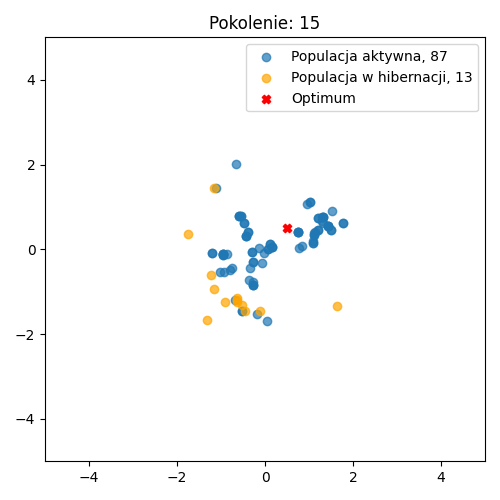 Pokolenie: 15
Populacja aktywna, 87
Populacja w hibernacji, 13
Optimum
4
2
0
−2
−4
−4
−2
0
2
4